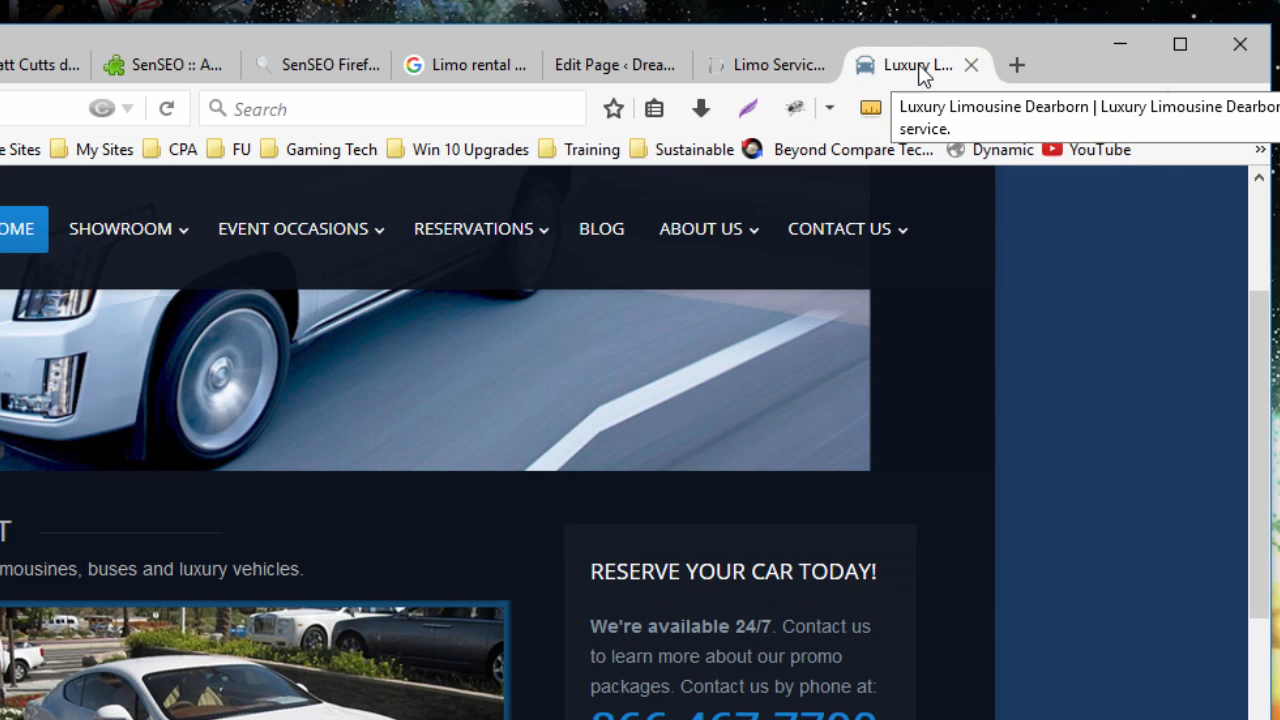 att Cutts d...
SenSEO :: A...
SenSEO Firef...
Limo rental ...
Edit Page ‹ Drea...
Limo Servic...
Luxury L...
Search
Luxury Limousine Dearborn | Luxury Limousine Dearbor
service.
e Sites
My Sites
CPA
FU
Gaming Tech
Win 10 Upgrades
Training
Sustainable
Beyond Compare Tec...
Dynamic
YouTube
»
OME
SHOWROOM
EVENT OCCASIONS
RESERVATIONS
BLOG
ABOUT US
CONTACT US
T
mousines, buses and luxury vehicles.
RESERVE YOUR CAR TODAY!
We're available 24/7. Contact us
to learn more about our promo
packages. Contact us by phone at: